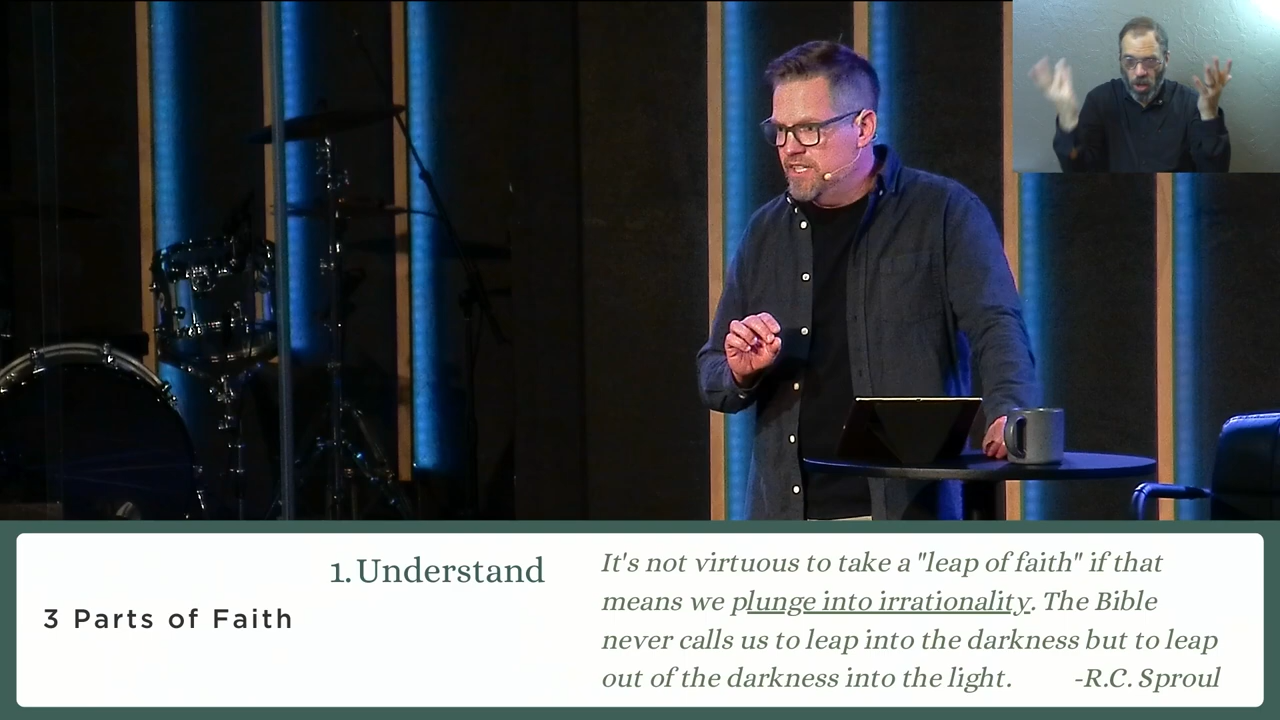 3 Parts of Faith
1. Understand
It's not virtuous to take a "leap of faith" if that
means we plunge into irrationality. The Bible
never calls us to leap into the darkness but to leap
out of the darkness into the light. -R.C. Sproul